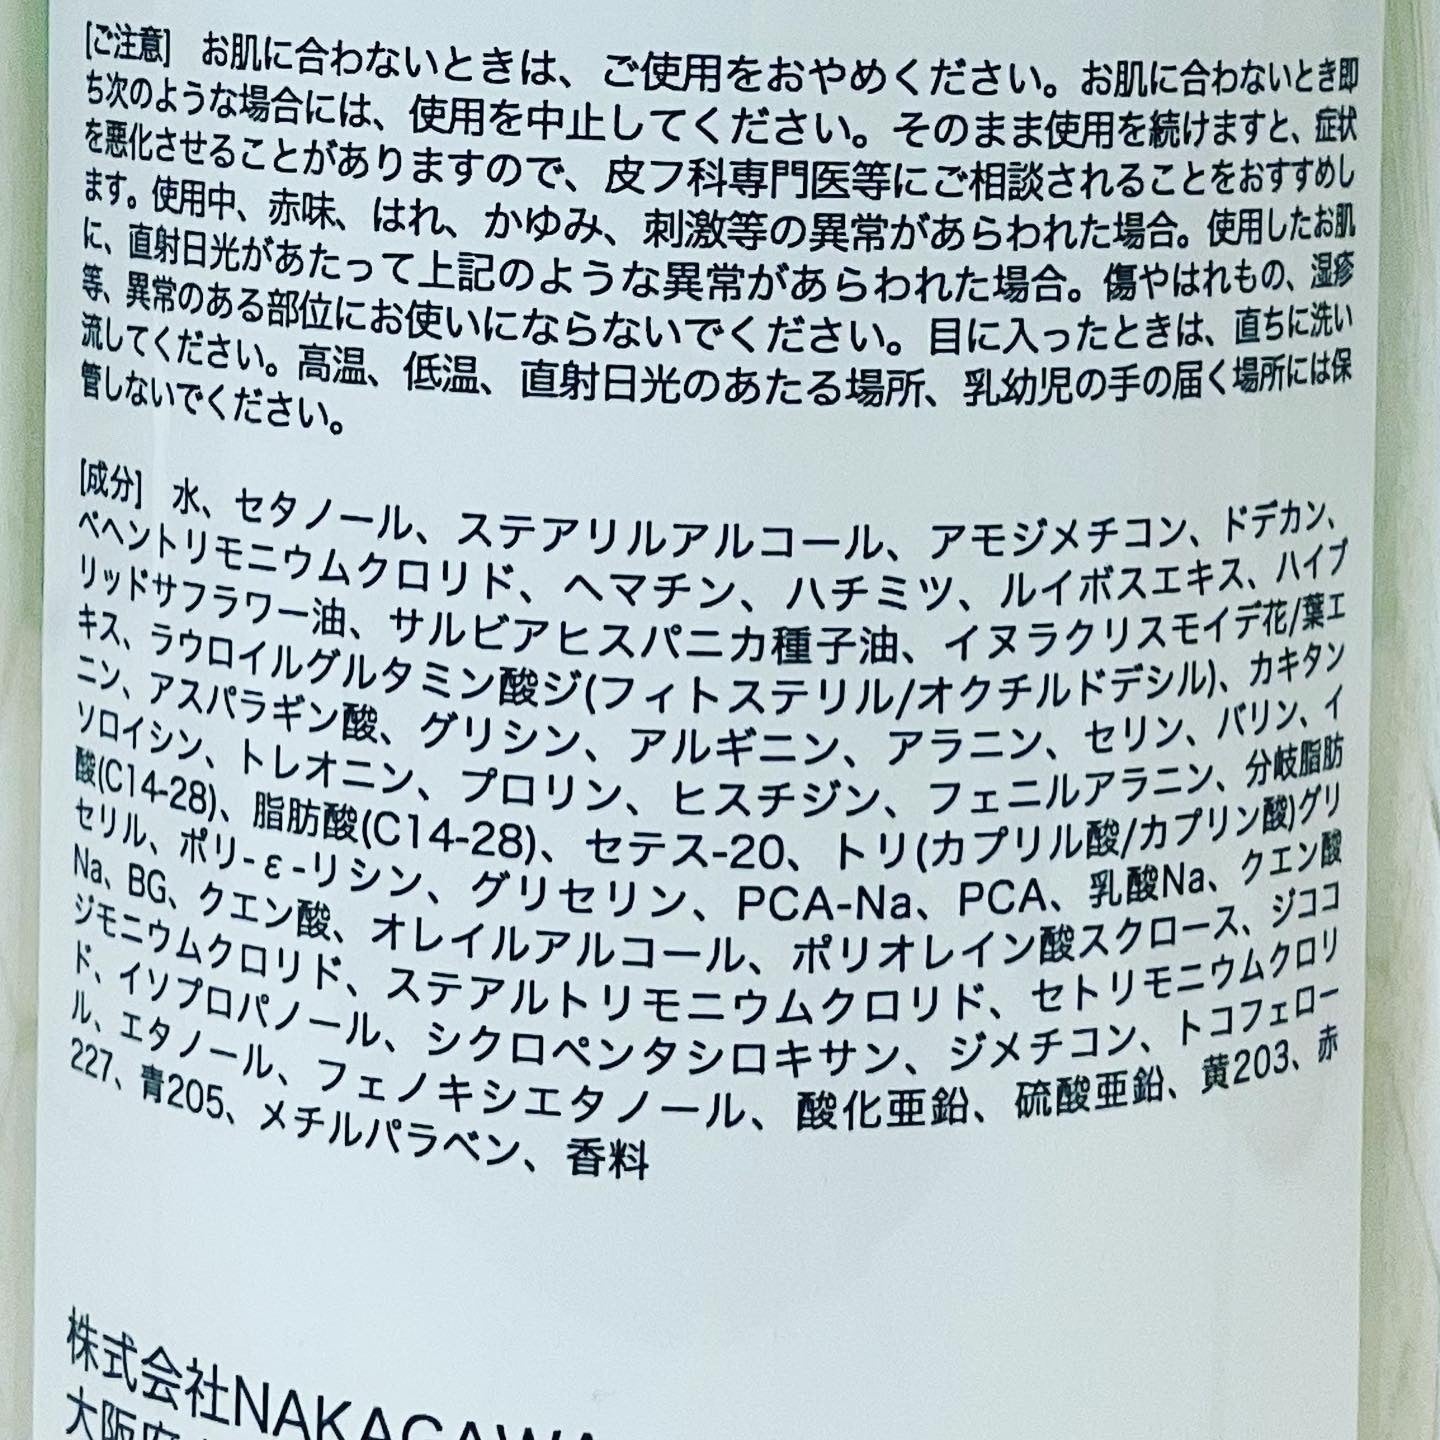 [ご注意] お肌に合わないときは、ご使用をおやめください。お肌に合わないとき即
ち次のような場合には、使用を中止してください。そのまま使用を続けますと、症状
を悪化させることがありますので、皮フ科専門医等にご相談されることをおすすめし
ます。使用中、赤味、はれ、かゆみ、刺激等の異常があらわれた場合。使用したお肌
に、直射日光があたって上記のような異常があらわれた場合。傷やはれもの、湿疹
等、異常のある部位にお使いにならないでください。目に入ったときは、直ちに洗い
流してください。高温、低温、直射日光のあたる場所、乳幼児の手の届く場所には保
管しないでください。
[成分] 水、セタノール、ステアリルアルコール、アモジメチコン、ドデカン、
ベヘントリモニウムクロリド、ヘマチン、ハチミツ、ルイボスエキス、ハイブ
リッドサフラワー油、サルビアヒスパニカ種子油、イヌラクリスモイデ花/葉エ
キス、ラウロイルグルタミン酸ジ(フィトステリル/オクチルドデシル)、カキタン
ニン、アスパラギン酸、グリシン、アルギニン、アラニン、セリン、バリン、イ
ソロイシン、トレオニン、プロリン、ヒスチジン、フェニルアラニン、分岐脂肪
酸(C14-28)、脂肪酸(C14-28)、セテス-20、トリ(カプリル酸/カプリン酸)グリ
セリル、ポリ-ε-リシン、グリセリン、PCA-Na、PCA、乳酸Na、クエン酸
Na、BG、クエン酸、オレイルアルコール、ポリオレイン酸スクロース、ジココ
ジモニウムクロリド、ステアルトリモニウムクロリド、セトリモニウムクロリ
ド、イソプロパノール、シクロペンタシロキサン、ジメチコン、トコフェロー
ル、エタノール、フェノキシエタノール、酸化亜鉛、硫酸亜鉛、黄203、赤
227、青205、メチルパラベン、香料
株式会社NAKAGAWA
大阪府